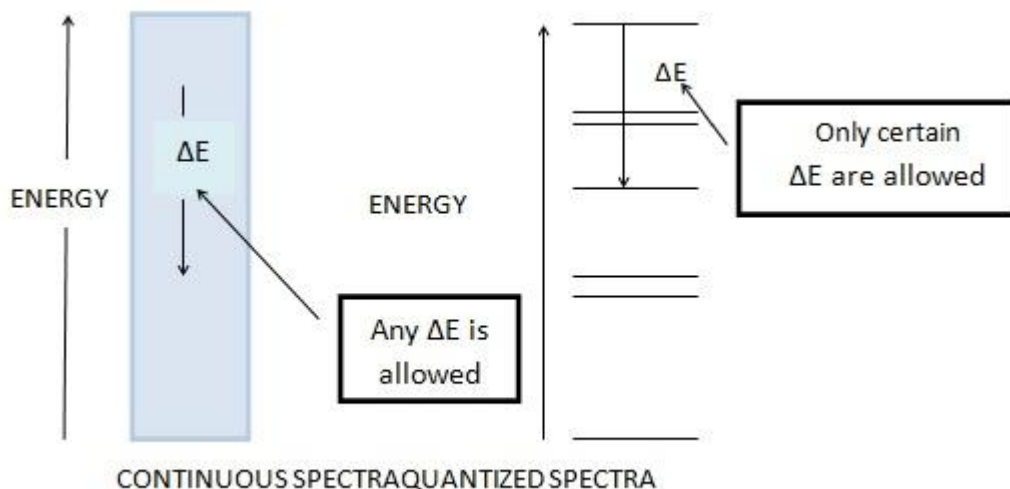 ENERGY
ΔE
Any ΔE is
allowed
ENERGY
ΔE
Only certain
ΔE are allowed
CONTINUOUS SPECTRAQUANTIZED SPECTRA